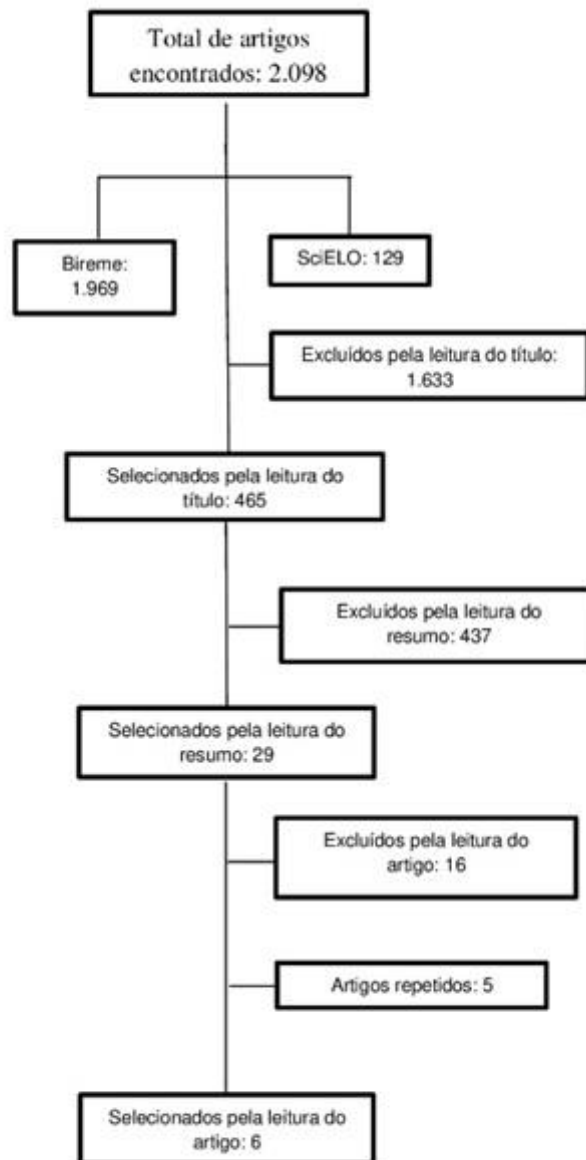 Total de artigos
encontrados: 2.098
Bireme:
1.969
SciELO: 129
Excluídos pela leitura do título:
1.633
Selecionados pela leitura do
título: 465
Excluídos pela leitura do
resumo: 437
Selecionados pela leitura do
resumo: 29
Excluídos pela leitura do
artigo: 16
Artigos repetidos: 5
Selecionados pela leitura do
artigo: 6